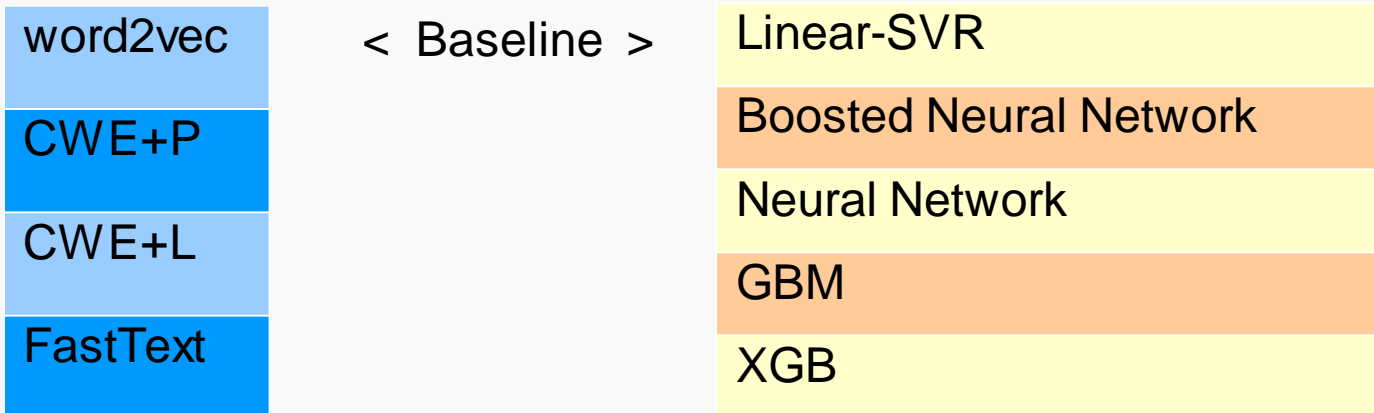 word2vec
CWE+P
CWE+L
FastText
< Baseline >
Linear-SVR
Boosted Neural Network
Neural Network
GBM
XGB